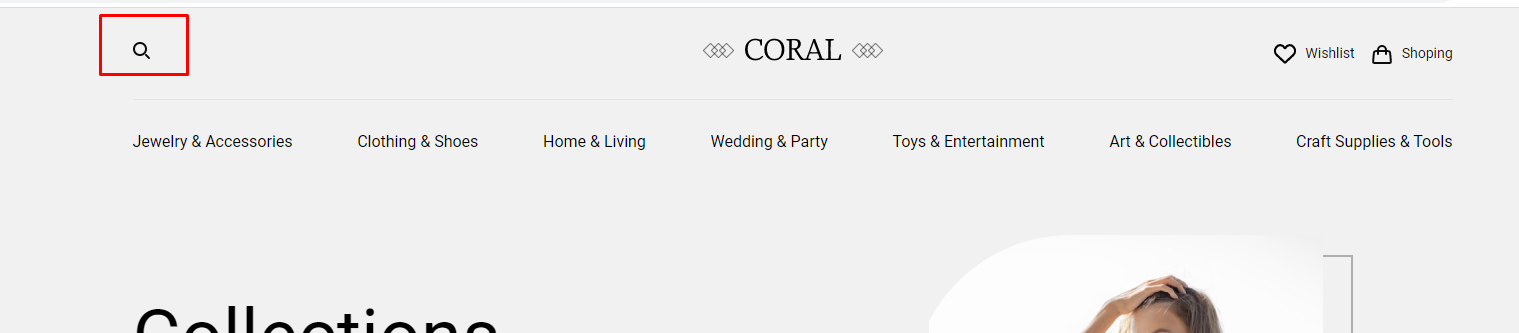 CORAL
Wishlist Shoping
Jewelry & Accessories Clothing & Shoes Home & Living Wedding & Party Toys & Entertainment Art & Collectibles Craft Supplies & Tools
Collections